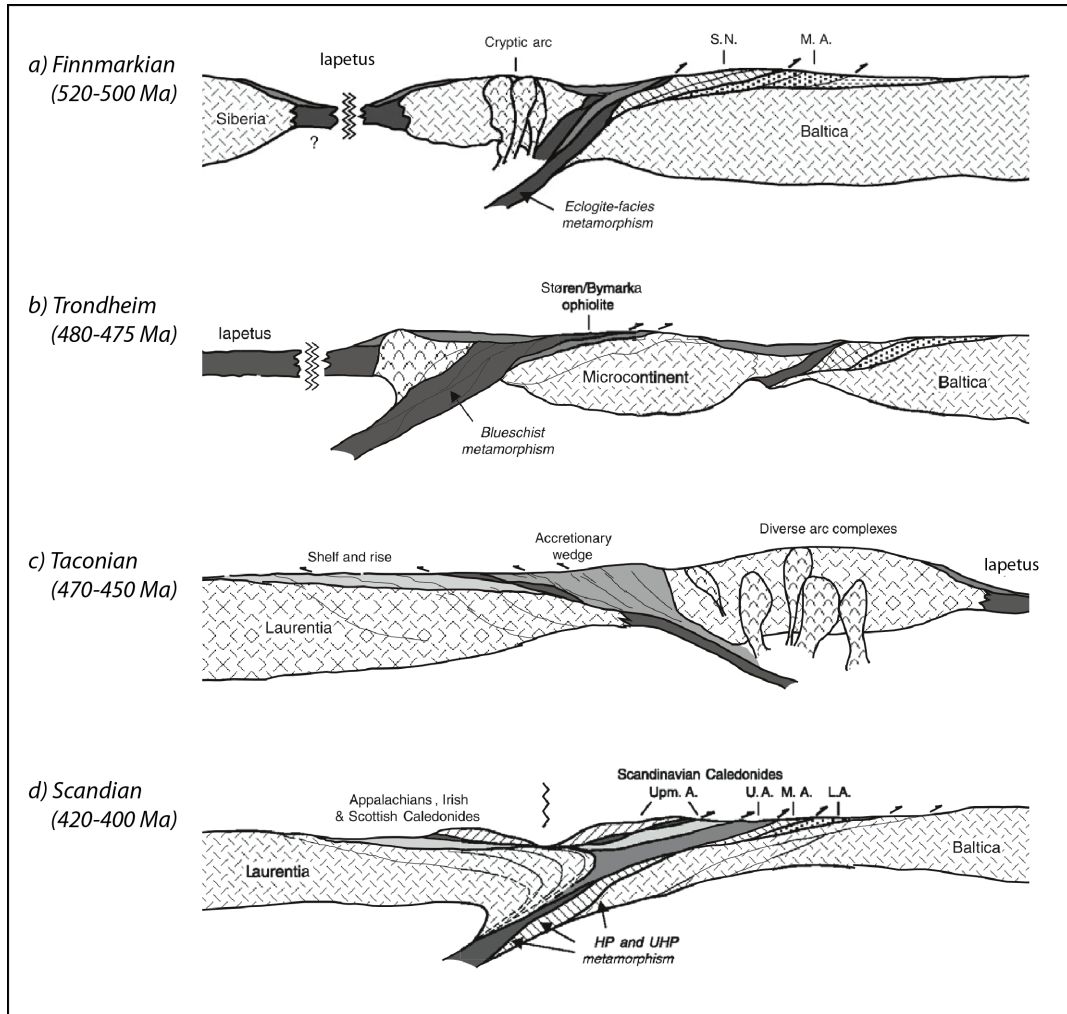 a) Finnmarkian
(520-500 Ma)
Iapetus
Cryptic arc
S.N.
M. A.
Siberia
?
Baltica
Eclogite-facies
metamorphism
b) Trondheim
(480-475 Ma)
Iapetus
Støren/Bymarka
ophiolite
Microcontinent
Baltica
Blueschist
metamorphism
c) Taconian
(470-450 Ma)
Shelf and rise
Accretionary
wedge
Diverse arc complexes
Iapetus
Laurentia
d) Scandian
(420-400 Ma)
Appalachians, Irish
& Scottish Caledonides
Scandinavian Caledonides
Upm. A.
U. A.
M. A.
L.A.
Laurentia
Baltica
HP and UHP
metamorphism